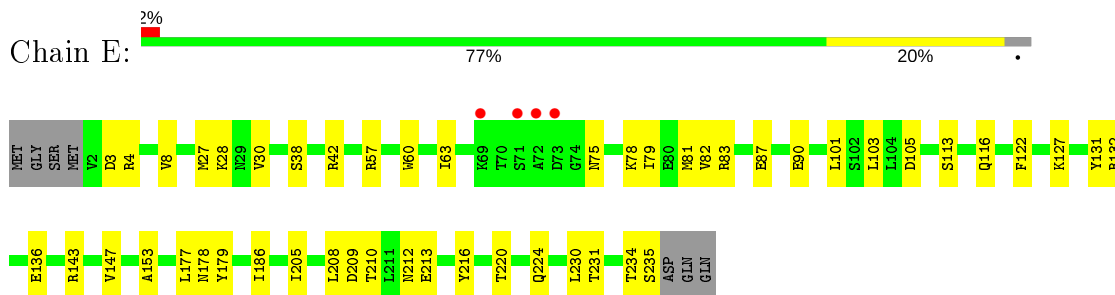 2%
Chain E:
77%
20%
•
MET GLY SER MET V2 D3 R4 V8 M27 K28 N29 V30 S38 R42 R57 W60 I63 K69 T70 S71 A72 D73 G74 N75 K78 I79 E80 M81 V82 R83 E87 E90 L101 S102 L103 L104 D105 S113 Q116 F122 K127 Y131
E136 R143 V147 A153 L177 N178 Y179 I186 I205 L208 D209 T210 L211 N212 E213 Y216 T220 Q224 L230 T231 T234 S235 ASP GLN GLN